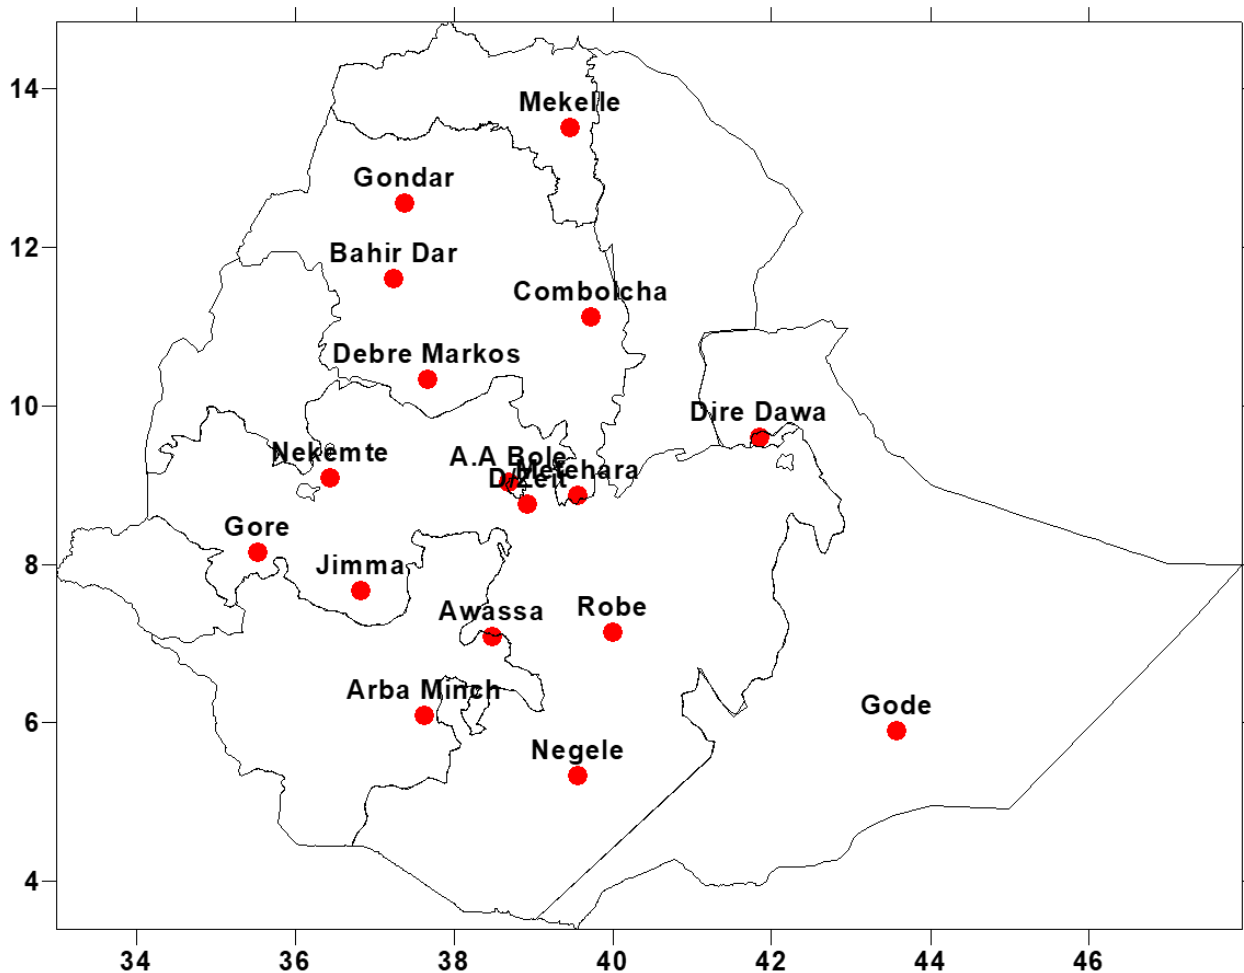 14
Mekelle
Gondar
12
Bahir Dar
Combolcha
Debre Markos
10
Dire Dawa
Nekemte
A.A Bole
Metehara
D/Zeit
Gore
8
Jimma
Awassa
Robe
Arba Minch
6
Gode
Negele
4
34 36 38 40 42 44 46